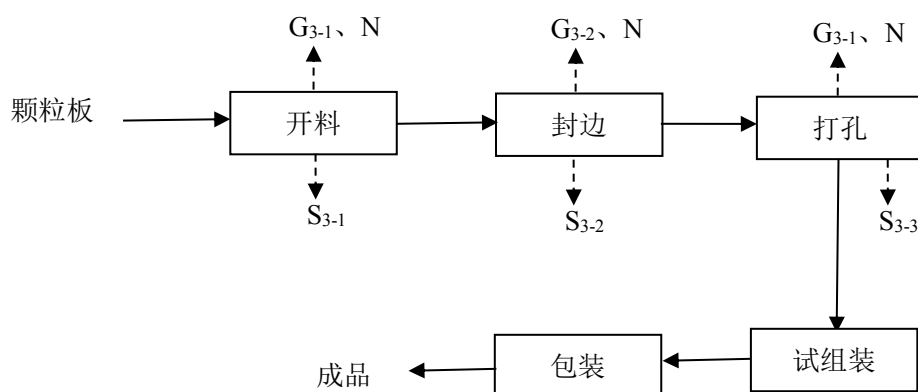 G3-1、N
G3-2、N
G3-1、N
颗粒板
开料
封边
打孔
S3-1
S3-2
S3-3
成品
包装
试组装